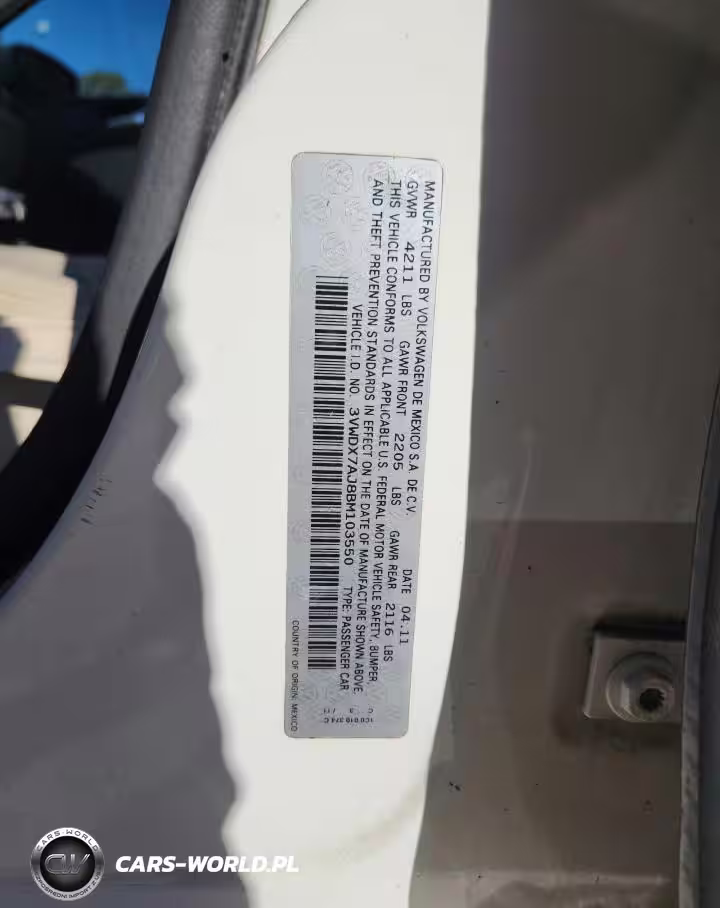 MANUFACTURED BY VOLKSWAGEN DE MEXICO S.A. DE C.V. DATE 04.11
GVWR 4211 LBS GAWR FRONT 2205 LBS GAWR REAR 2116 LBS
THIS VEHICLE CONFORMS TO ALL APPLICABLE U.S. FEDERAL MOTOR VEHICLE SAFETY, BUMPER,
AND THEFT PREVENTION STANDARDS IN EFFECT ON THE DATE OF MANUFACTURE SHOWN ABOVE.
VEHICLE I.D. NO. 3VWDX7AJ8BM103550 TYPE: PASSENGER CAR
COUNTRY OF ORIGIN: MEXICO
CARS-WORLD
CW
CARS-WORLD.PL